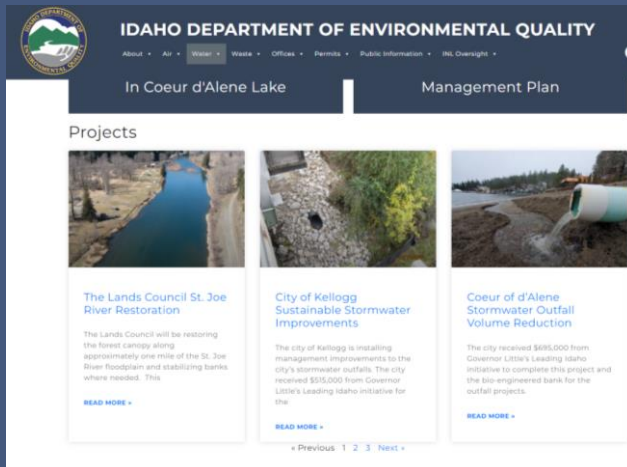 IDAHO DEPARTMENT OF ENVIRONMENTAL QUALITY
IDAHO DEPARTMENT OF
ENVIRONMENTAL QUALITY
About Air Water Waste Offices Permits Public Information INL Oversight
In Coeur d'Alene Lake
Management Plan
Projects
The Lands Council St. Joe
River Restoration
The Lands Council will be restoring
the forest canopy along
approximately one mile of the St. Joe
River floodplain and stabilizing banks
where needed. This
READ MORE »
City of Kellogg
Sustainable Stormwater
Improvements
The city of Kellogg is installing
management improvements to the
city's stormwater outfalls. The city
received $515,000 from Governor
Little's Leading Idaho initiative for
the
READ MORE »
Coeur of d'Alene
Stormwater Outfall
Volume Reduction
The city received $695,000 from
Governor Little's Leading Idaho
initiative to complete this project and
the bio-engineered bank for the
outfall projects.
READ MORE »
« Previous 1 2 3 Next »